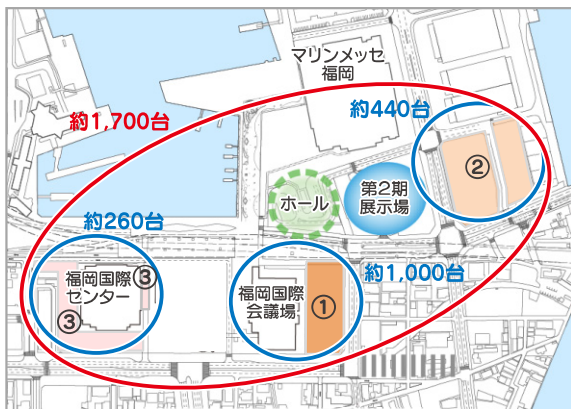 マリンメッセ
福岡
約1,700台
約440台
②
第2期
展示場
ホール
約260台
福岡国際
センター
③
③
約1,000台
福岡国際
会議場
①